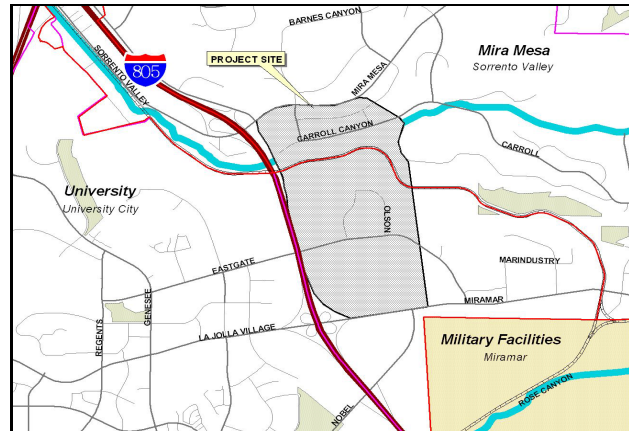 BARNES CANYON
SORRENTO VALLEY
805
PROJECT SITE
MIRA MESA
Mira Mesa
Sorrento Valley
CARROLL CANYON
CARROLL
University
University City
OLSON
EASTGATE
MARINDUSTRY
MIRAMAR
REGENTS
GENESEE
LA JOLLA VILLAGE
Military Facilities
Miramar
NOBEL
ROSE CANYON